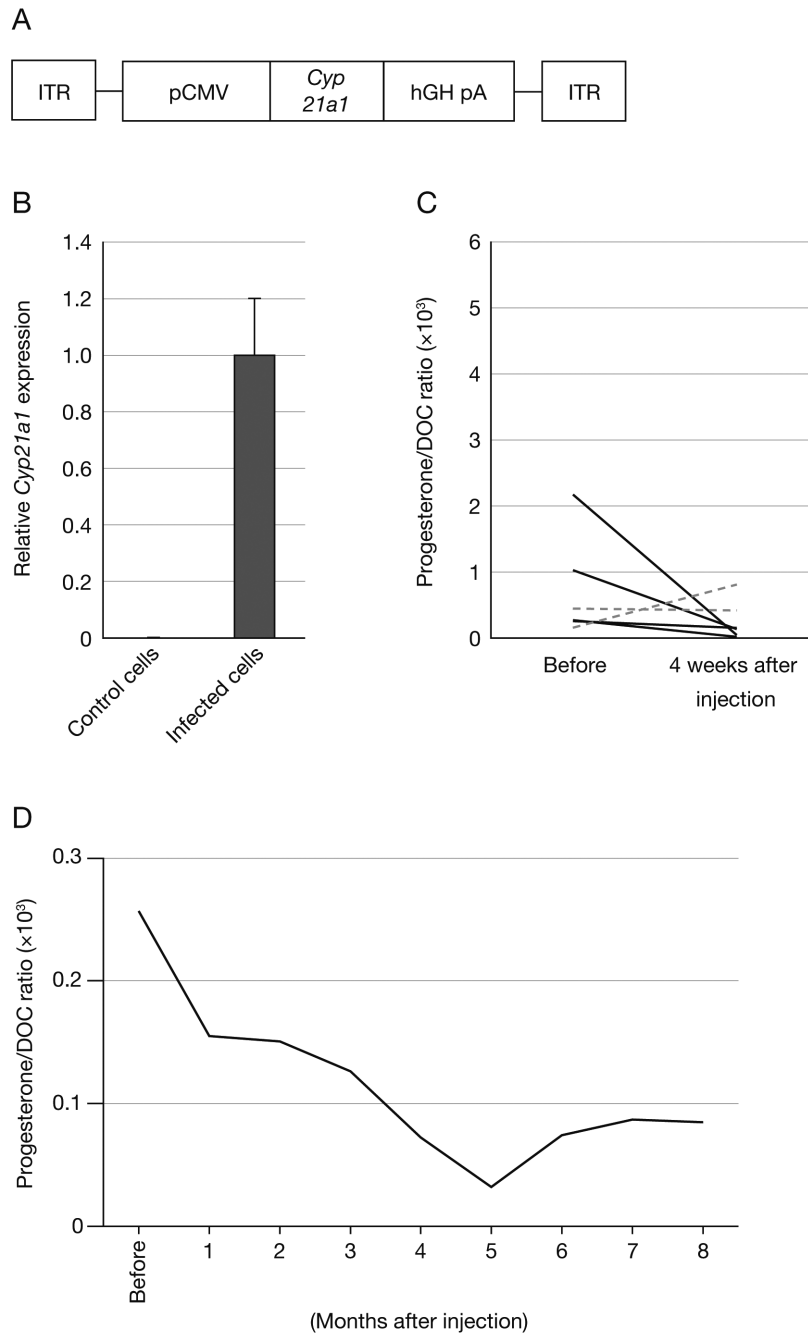 A
ITR
pCMV
Cyp
21a1
hGH pA
ITR
B
Relative Cyp21a1 expression
1.4
1.2
1.0
0.8
0.6
0.4
0.2
0
Control cells
Infected cells
C
Progesterone/DOC ratio (×10³)
6
5
4
3
2
1
0
Before
4 weeks after
injection
D
Progesterone/DOC ratio (×10³)
0.3
0.2
0.1
0
Before
1
2
3
4
5
6
7
8
(Months after injection)